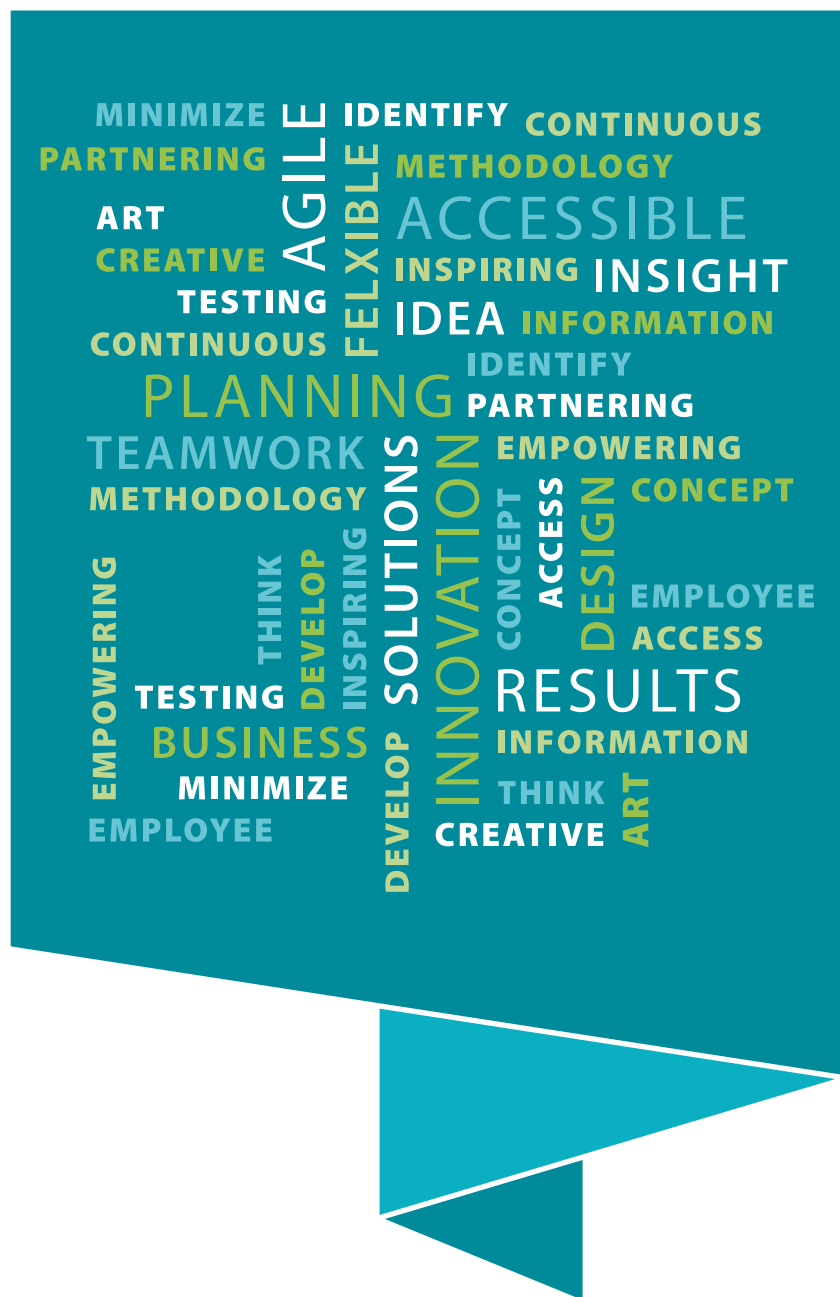 MINIMIZE
AGILE
IDENTIFY
CONTINUOUS
PARTNERING
FELXIBLE
METHODOLOGY
ART
ACCESSIBLE
CREATIVE
INSPIRING
INSIGHT
TESTING
IDEA
INFORMATION
CONTINUOUS
IDENTIFY
PLANNING
PARTNERING
TEAMWORK
SOLUTIONS
INNOVATION
EMPOWERING
METHODOLOGY
CONCEPT
ACCESS
DESIGN
CONCEPT
EMPOWERING
THINK
DEVELOP
INSPIRING
EMPLOYEE
ACCESS
TESTING
RESULTS
BUSINESS
DEVELOP
INFORMATION
MINIMIZE
THINK
ART
EMPLOYEE
CREATIVE